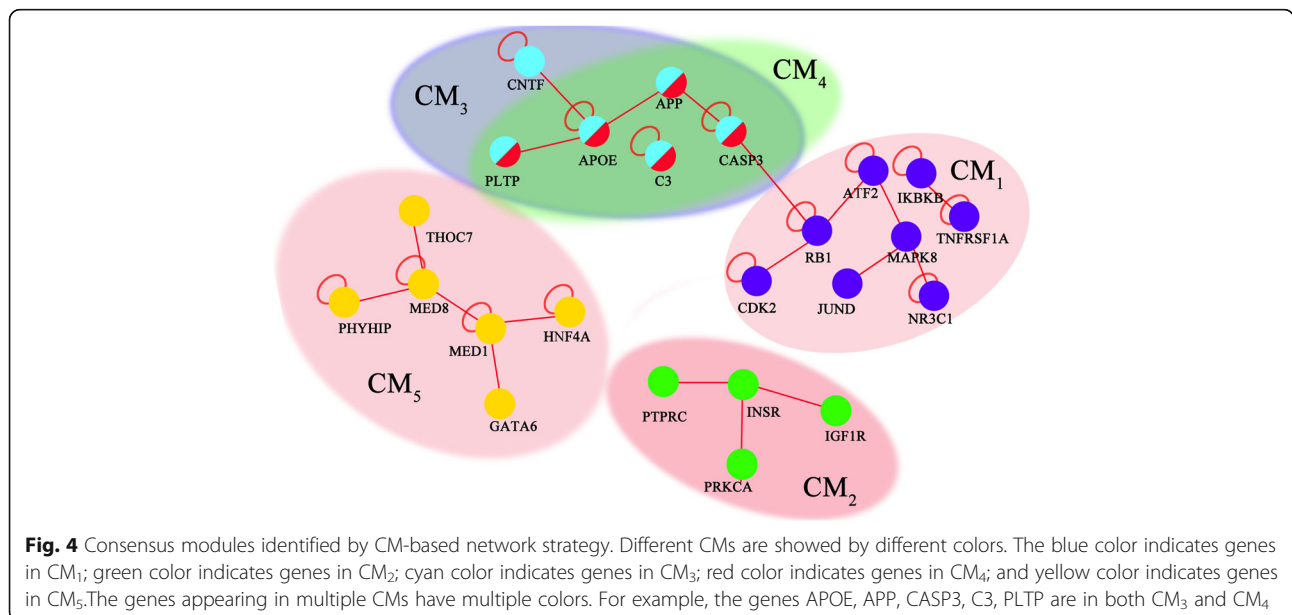 CNTF
CM₃
CM₄
APP
APOE
CASP3
PLTP
C3
ATF2
IKBKB
CM₁
TNFRSF1A
RB1
MAPK8
CDK2
JUND
NR3C1
THOC7
MED8
PHYHIP
MED1
HNF4A
CM₅
GATA6
PTPRC
INSR
IGF1R
PRKCA
CM₂
Fig. 4 Consensus modules identified by CM-based network strategy. Different CMs are showed by different colors. The blue color indicates genes
in CM₁; green color indicates genes in CM₂; cyan color indicates genes in CM₃; red color indicates genes in CM₄; and yellow color indicates genes
in CM₅.The genes appearing in multiple CMs have multiple colors. For example, the genes APOE, APP, CASP3, C3, PLTP are in both CM₃ and CM₄